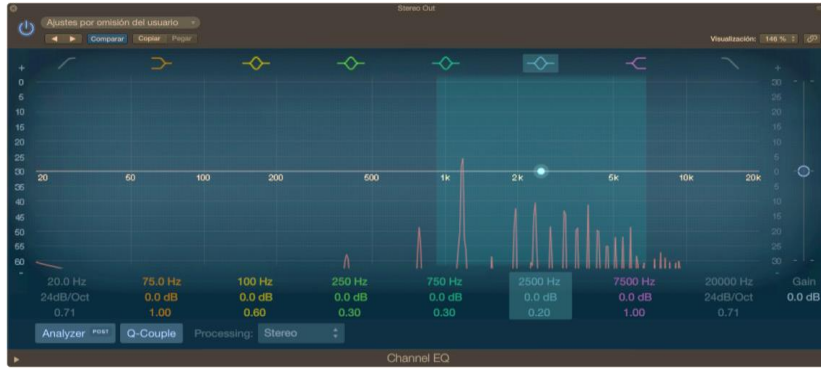 Stereo Out
Ajustes por omisión del usuario
Comparar Copiar Pegar Visualización: 146 %
+ +
0 30
5 25
10 20
15 15
20 10
25 5
30 20 60 100 200 500 1k 2k 5k 10k 20k 0
35 5
40 10
45 15
50 20
55 25
60 30
- -
20.0 Hz 75.0 Hz 100 Hz 250 Hz 750 Hz 2500 Hz 7500 Hz 20000 Hz Gain
24dB/Oct 0.0 dB 0.0 dB 0.0 dB 0.0 dB 0.0 dB 0.0 dB 24dB/Oct 0.0 dB
0.71 1.00 0.60 0.30 0.30 0.20 1.00 0.71
Analyzer POST Q-Couple Processing: Stereo
Channel EQ